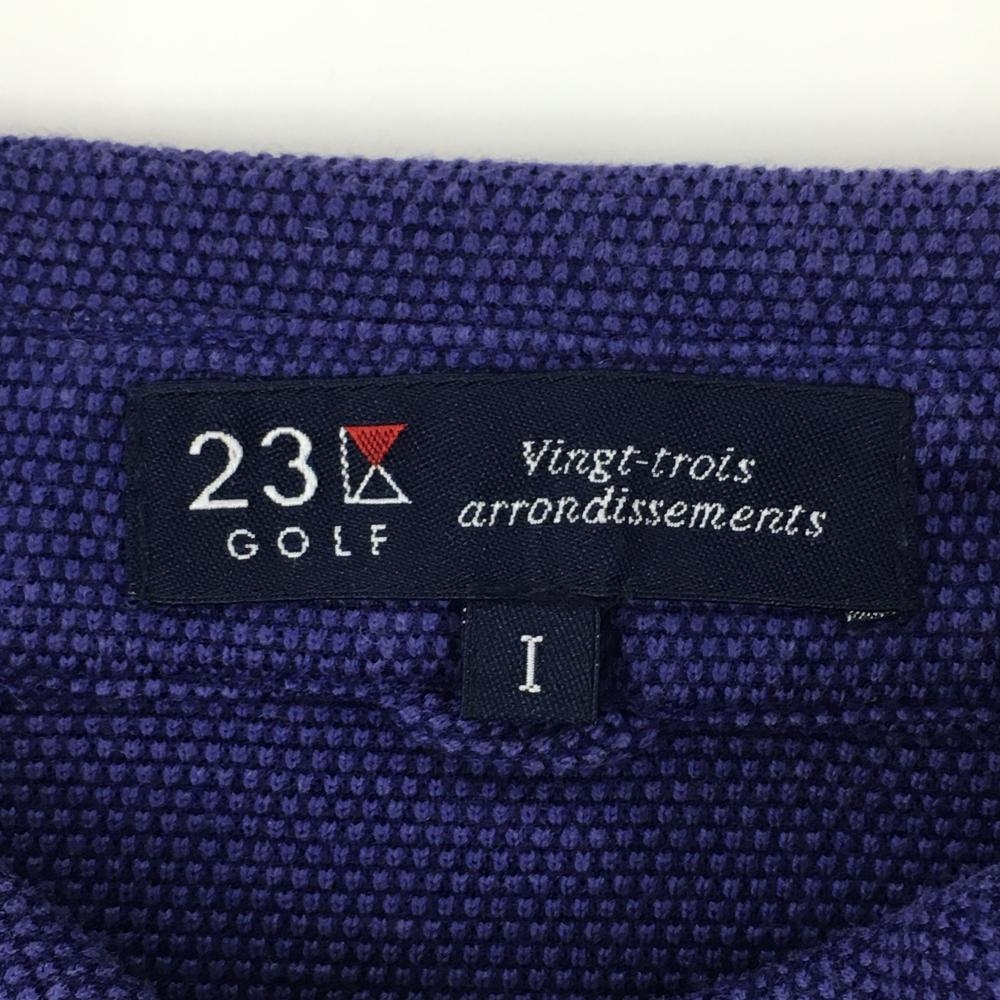 23
GOLF
Vingt-trois
arrondissements
I